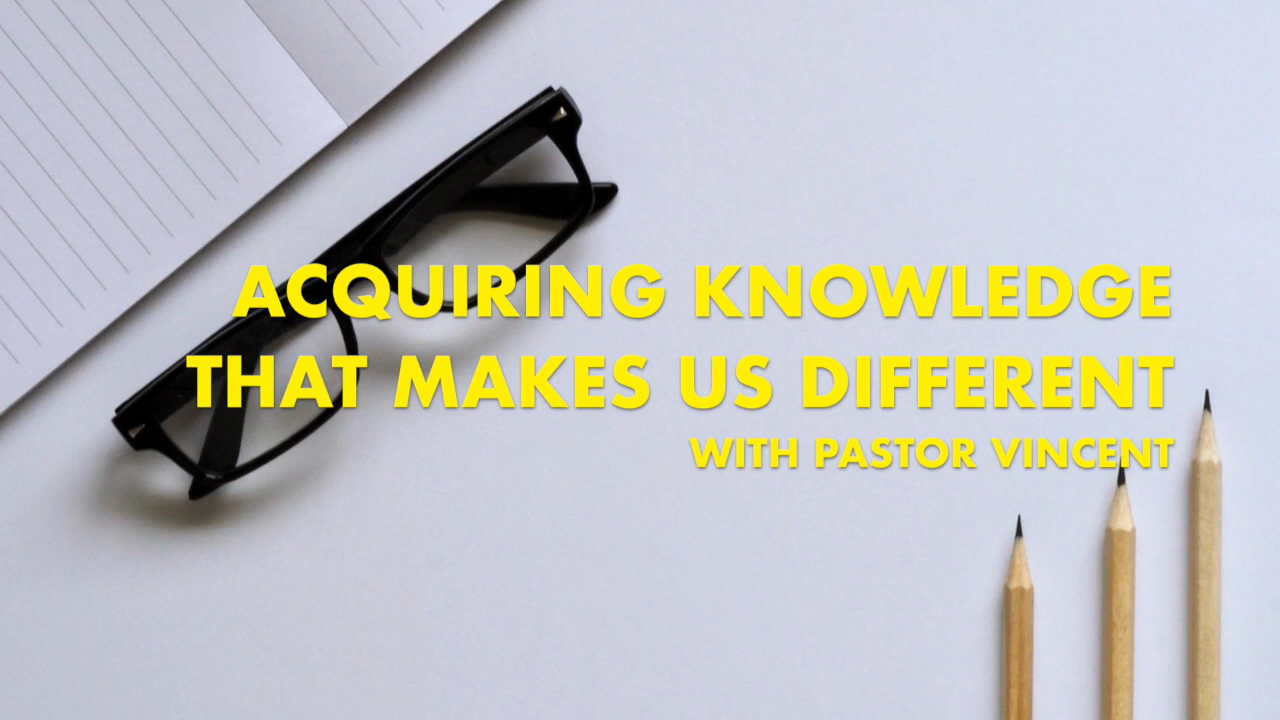 ACQUIRING KNOWLEDGE
THAT MAKES US DIFFERENT
WITH PASTOR VINCENT